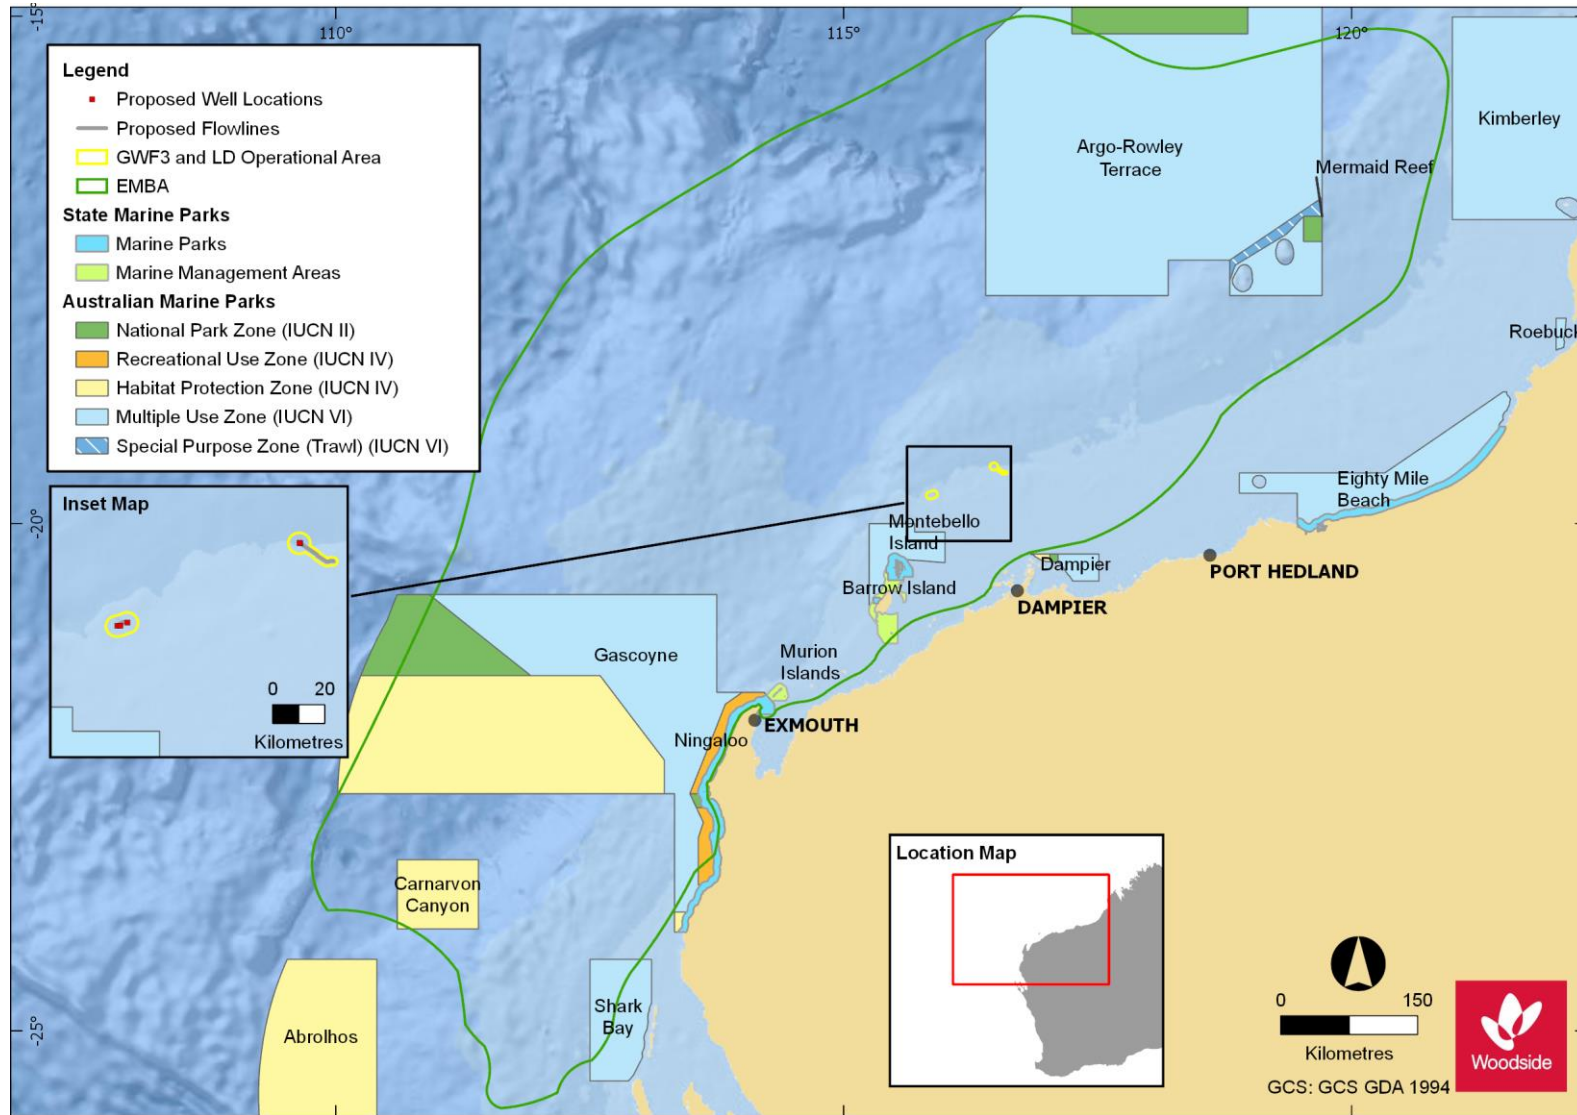 -15°
110°
115°
120°
Legend
Proposed Well Locations
Proposed Flowlines
GWF3 and LD Operational Area
EMBA
State Marine Parks
Marine Parks
Marine Management Areas
Australian Marine Parks
National Park Zone (IUCN II)
Recreational Use Zone (IUCN IV)
Habitat Protection Zone (IUCN IV)
Multiple Use Zone (IUCN VI)
Special Purpose Zone (Trawl) (IUCN VI)
Argo-Rowley
Terrace
Kimberley
Mermaid Reef
Roebuck
Eighty Mile
Beach
-20°
Inset Map
0 20
Kilometres
Montebello
Island
Barrow Island
Dampier
DAMPIER
PORT HEDLAND
Gascoyne
Murion
Islands
Ningaloo
EXMOUTH
Carnarvon
Canyon
Shark
Bay
Abrolhos
-25°
Location Map
0 150
Kilometres
GCS: GCS GDA 1994
Woodside